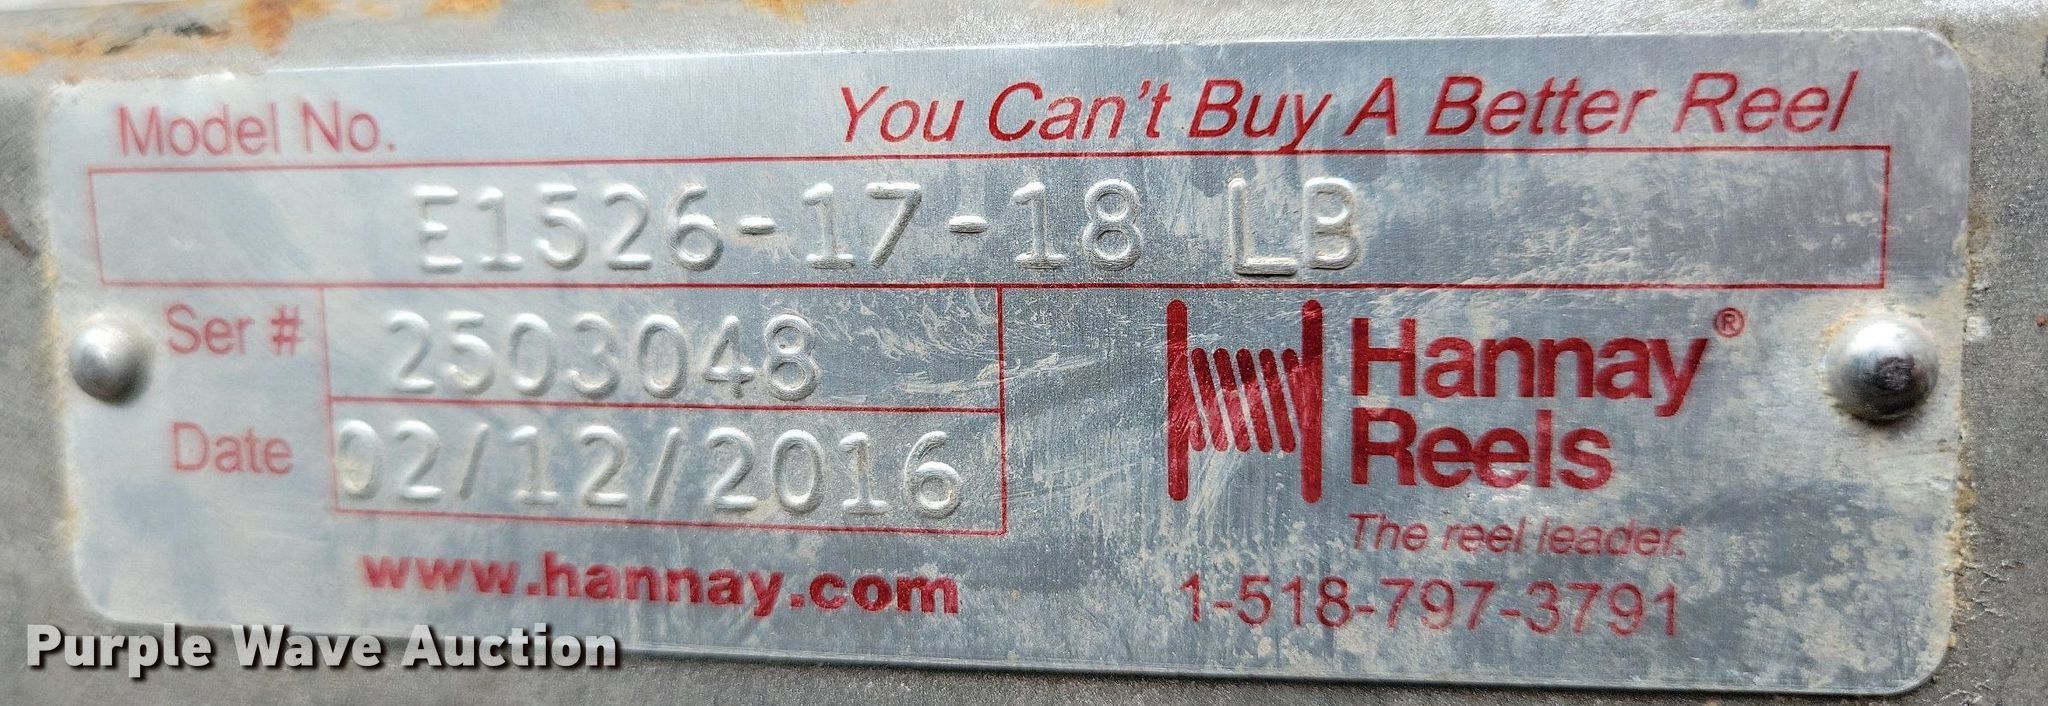 Model No. You Can't Buy A Better Reel
E1526-17-18 LB
Ser # 2503048
Date 02/12/2016
Hannay®
Reels
The reel leader.
www.hannay.com
1-518-797-3791
Purple Wave Auction